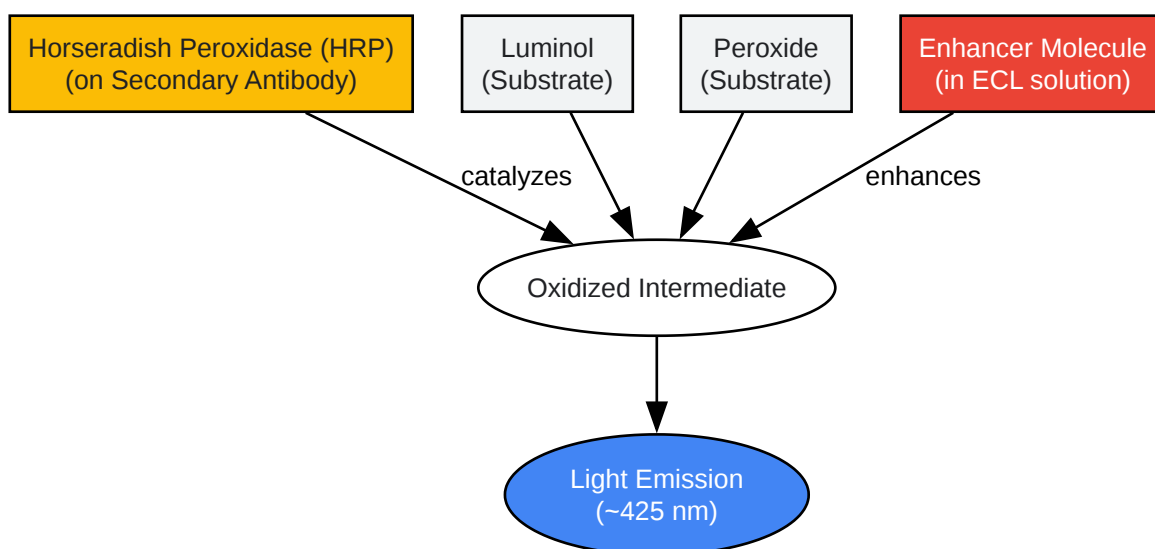 Horseradish Peroxidase (HRP)
(on Secondary Antibody)
Luminol
(Substrate)
Peroxide
(Substrate)
Enhancer Molecule
(in ECL solution)
catalyzes
enhances
Oxidized Intermediate
Light Emission
(~425 nm)